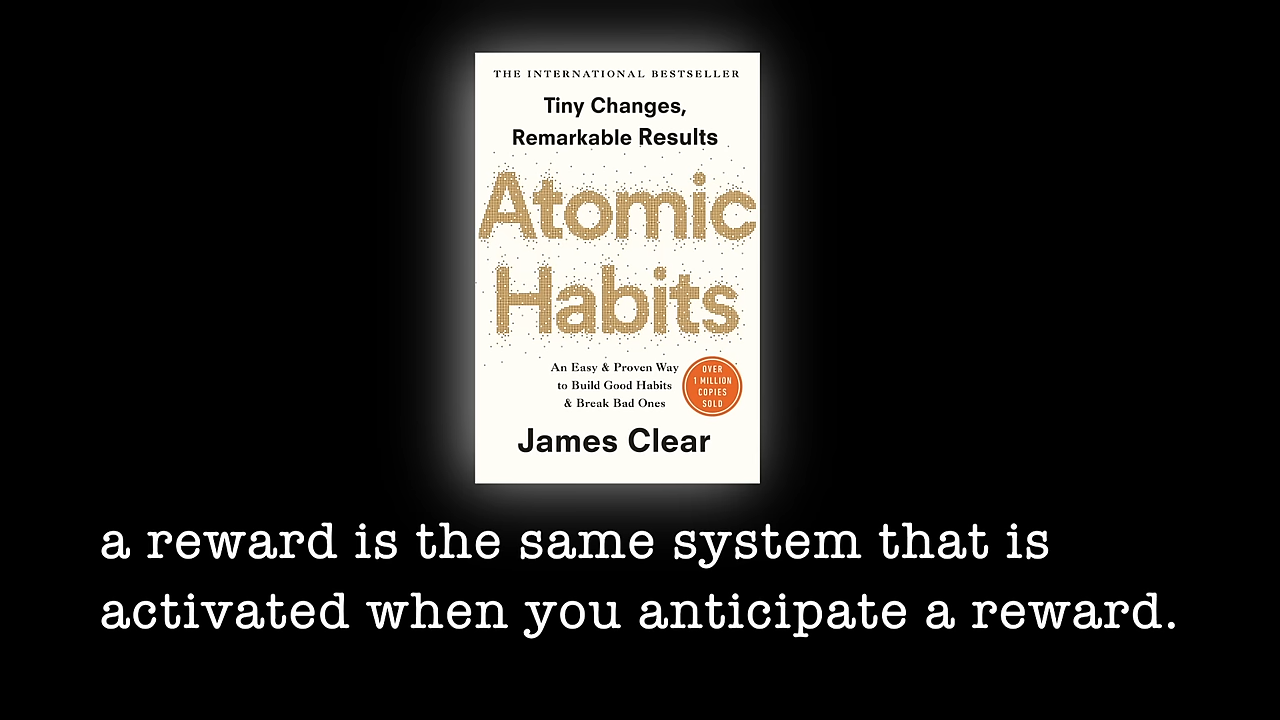 THE INTERNATIONAL BESTSELLER
Tiny Changes,
Remarkable Results
Atomic
Habits
An Easy & Proven Way
to Build Good Habits
& Break Bad Ones
OVER
1 MILLION
COPIES
SOLD
James Clear
a reward is the same system that is
activated when you anticipate a reward.